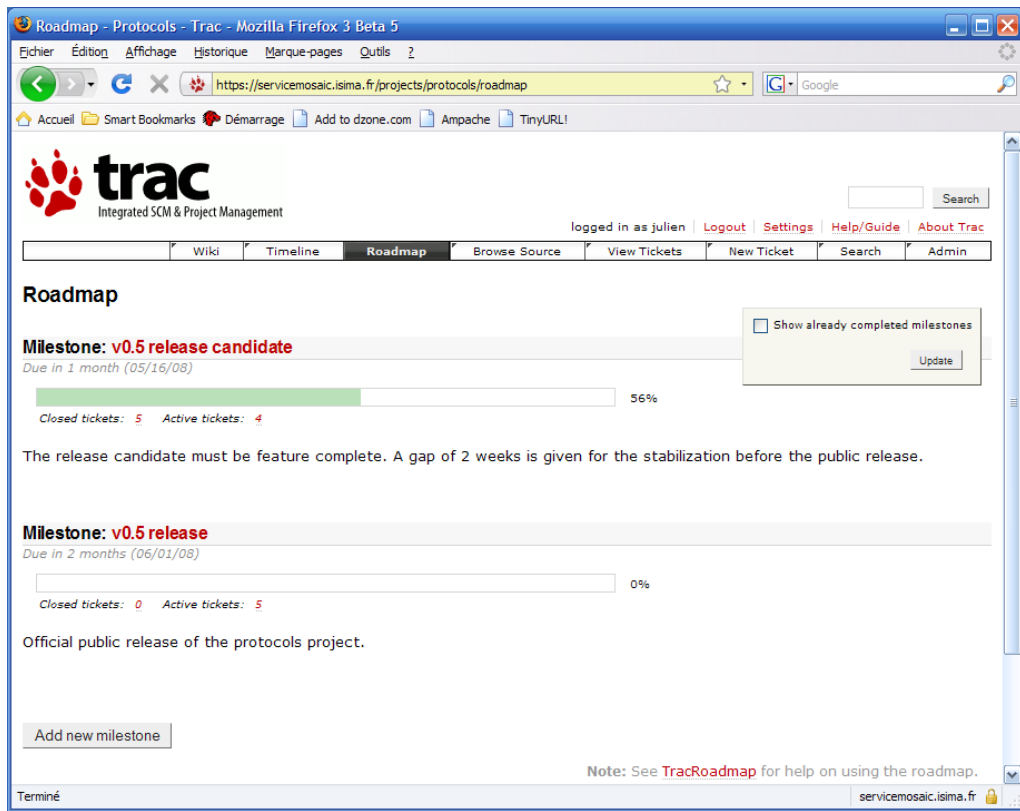 Roadmap - Protocols - Trac - Mozilla Firefox 3 Beta 5
Fichier Édition Affichage Historique Marque-pages Outils ?
https://servicemosaic.isima.fr/projects/protocols/roadmap
G Google
Accueil Smart Bookmarks Démarrage Add to dzone.com Ampache TinyURL!
trac
Integrated SCM & Project Management
Search
logged in as julien Logout Settings Help/Guide About Trac
Wiki Timeline Roadmap Browse Source View Tickets New Ticket Search Admin
Roadmap
Show already completed milestones
Update
Milestone: v0.5 release candidate
Due in 1 month (05/16/08)
56%
Closed tickets: 5 Active tickets: 4
The release candidate must be feature complete. A gap of 2 weeks is given for the stabilization before the public release.
Milestone: v0.5 release
Due in 2 months (06/01/08)
0%
Closed tickets: 0 Active tickets: 5
Official public release of the protocols project.
Add new milestone
Note: See TracRoadmap for help on using the roadmap.
Terminé servicemosaic.isima.fr